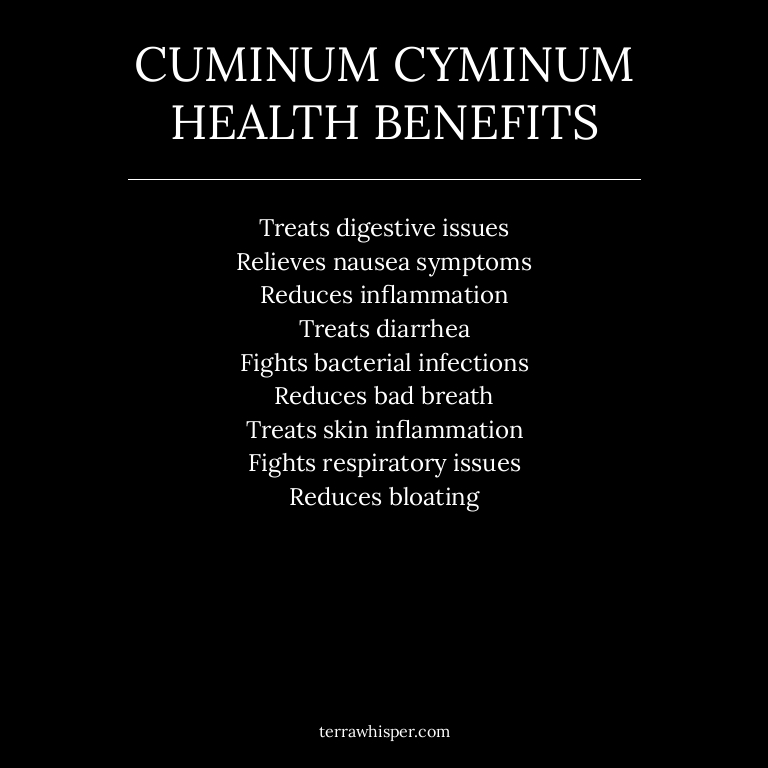 CUMINUM CYMINUM
HEALTH BENEFITS
Treats digestive issues
Relieves nausea symptoms
Reduces inflammation
Treats diarrhea
Fights bacterial infections
Reduces bad breath
Treats skin inflammation
Fights respiratory issues
Reduces bloating
terrawhisper.com